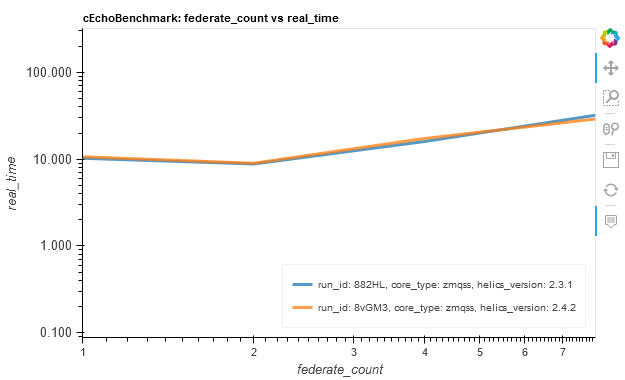 cEchoBenchmark: federate_count vs real_time
100.000
10.000
1.000
0.100
real_time
run_id: 882HL, core_type: zmqss, helics_version: 2.3.1
run_id: 8vGM3, core_type: zmqss, helics_version: 2.4.2
1 2 3 4 5 6 7
federate_count